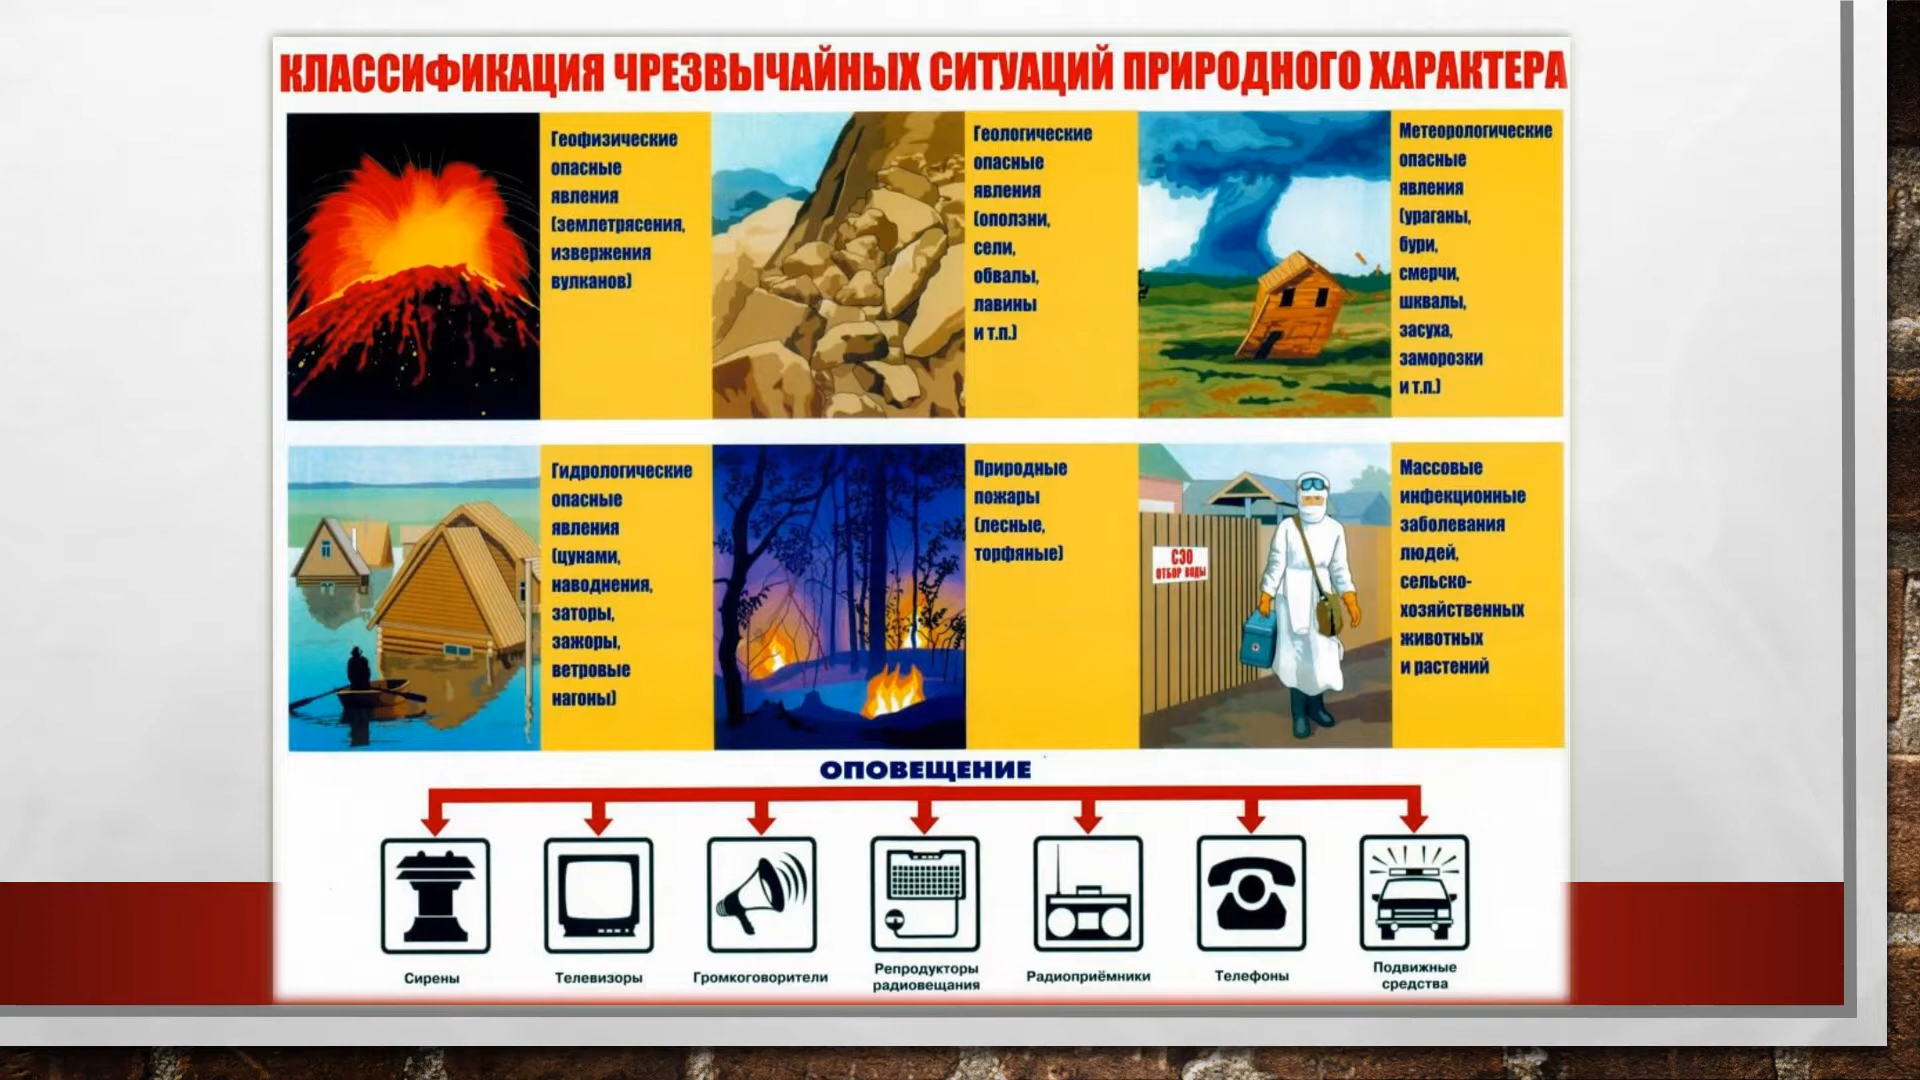 КЛАССИФИКАЦИЯ ЧРЕЗВЫЧАЙНЫХ СИТУАЦИЙ ПРИРОДНОГО ХАРАКТЕРА
Геофизические
опасные
явления
(землетрясения,
извержения
вулканов)
Геологические
опасные
явления
(оползни,
сели,
обвалы,
лавины
и т.п.)
Метеорологические
опасные
явления
(ураганы,
бури,
смерчи,
шквалы,
засуха,
заморозки
и т.п.)
Гидрологические
опасные
явления
(цунами,
наводнения,
заторы,
зажоры,
ветровые
нагоны)
Природные
пожары
(лесные,
торфяные)
СЭО
ОТБОР ВОДЫ
Массовые
инфекционные
заболевания
людей,
сельско-
хозяйственных
животных
и растений
ОПОВЕЩЕНИЕ
Сирены
Телевизоры
Громкоговорители
Репродукторы
радиовещания
Радиоприёмники
Телефоны
Подвижные
средства